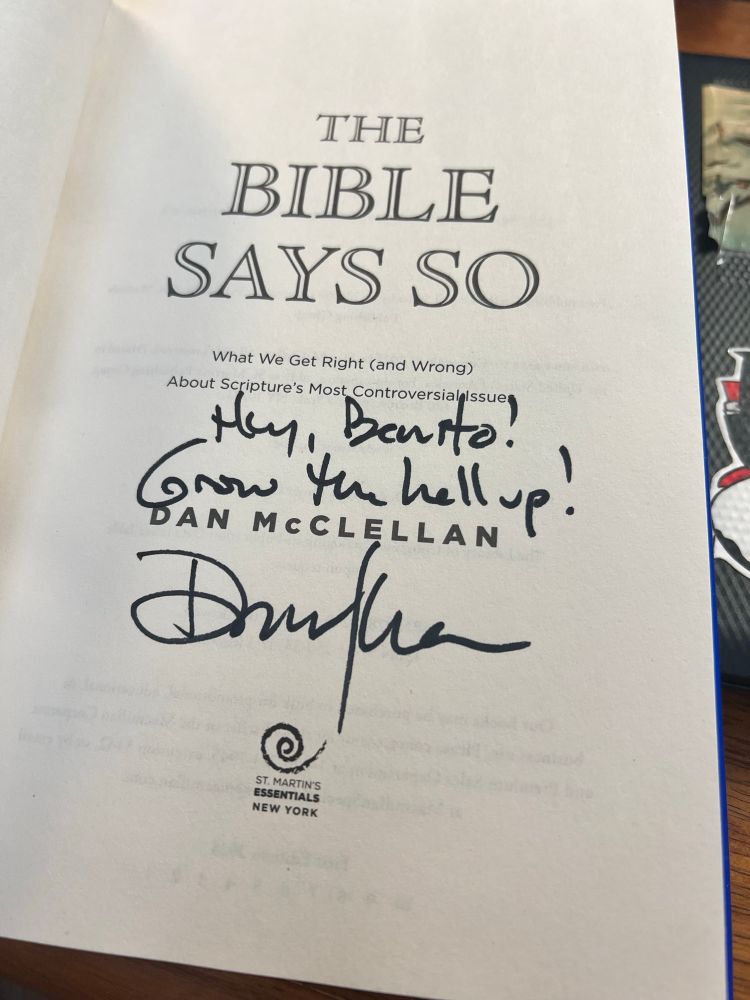 THE
BIBLE
SAYS SO
What We Get Right (and Wrong)
About Scripture's Most Controversial Issues
Hey, Benito!
Grow the hell up!
DAN McCLELLAN
ST. MARTIN'S
ESSENTIALS
NEW YORK